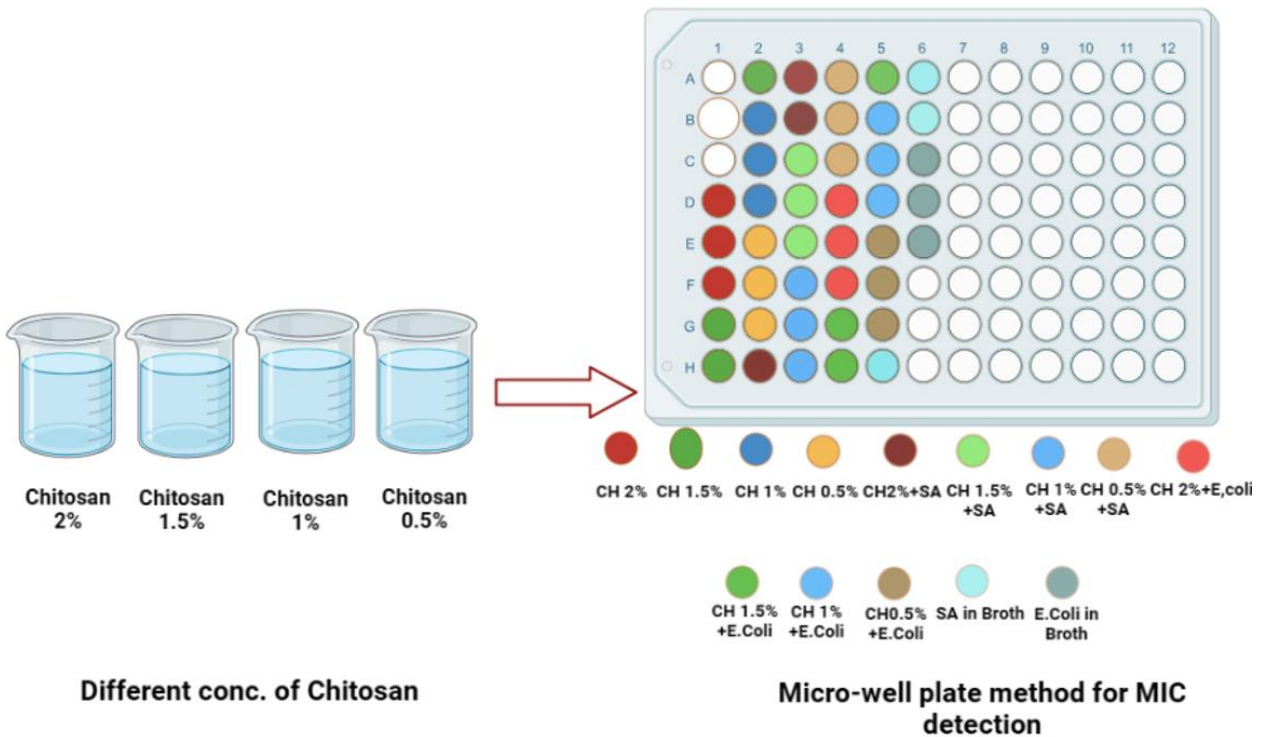 1 2 3 4 5 6 7 8 9 10 11 12
A
B
C
D
E
F
G
H
Chitosan
2%
Chitosan
1.5%
Chitosan
1%
Chitosan
0.5%
CH 2%
CH 1.5%
CH 1%
CH 0.5%
CH2%+SA
CH 1.5%
+SA
CH 1%
+SA
CH 0.5%
+SA
CH 2%+E,coli
CH 1.5%
+E.Coli
CH 1%
+E.Coli
CH0.5%
+E.Coli
SA in Broth
E.Coli in
Broth
Different conc. of Chitosan
Micro-well plate method for MIC
detection